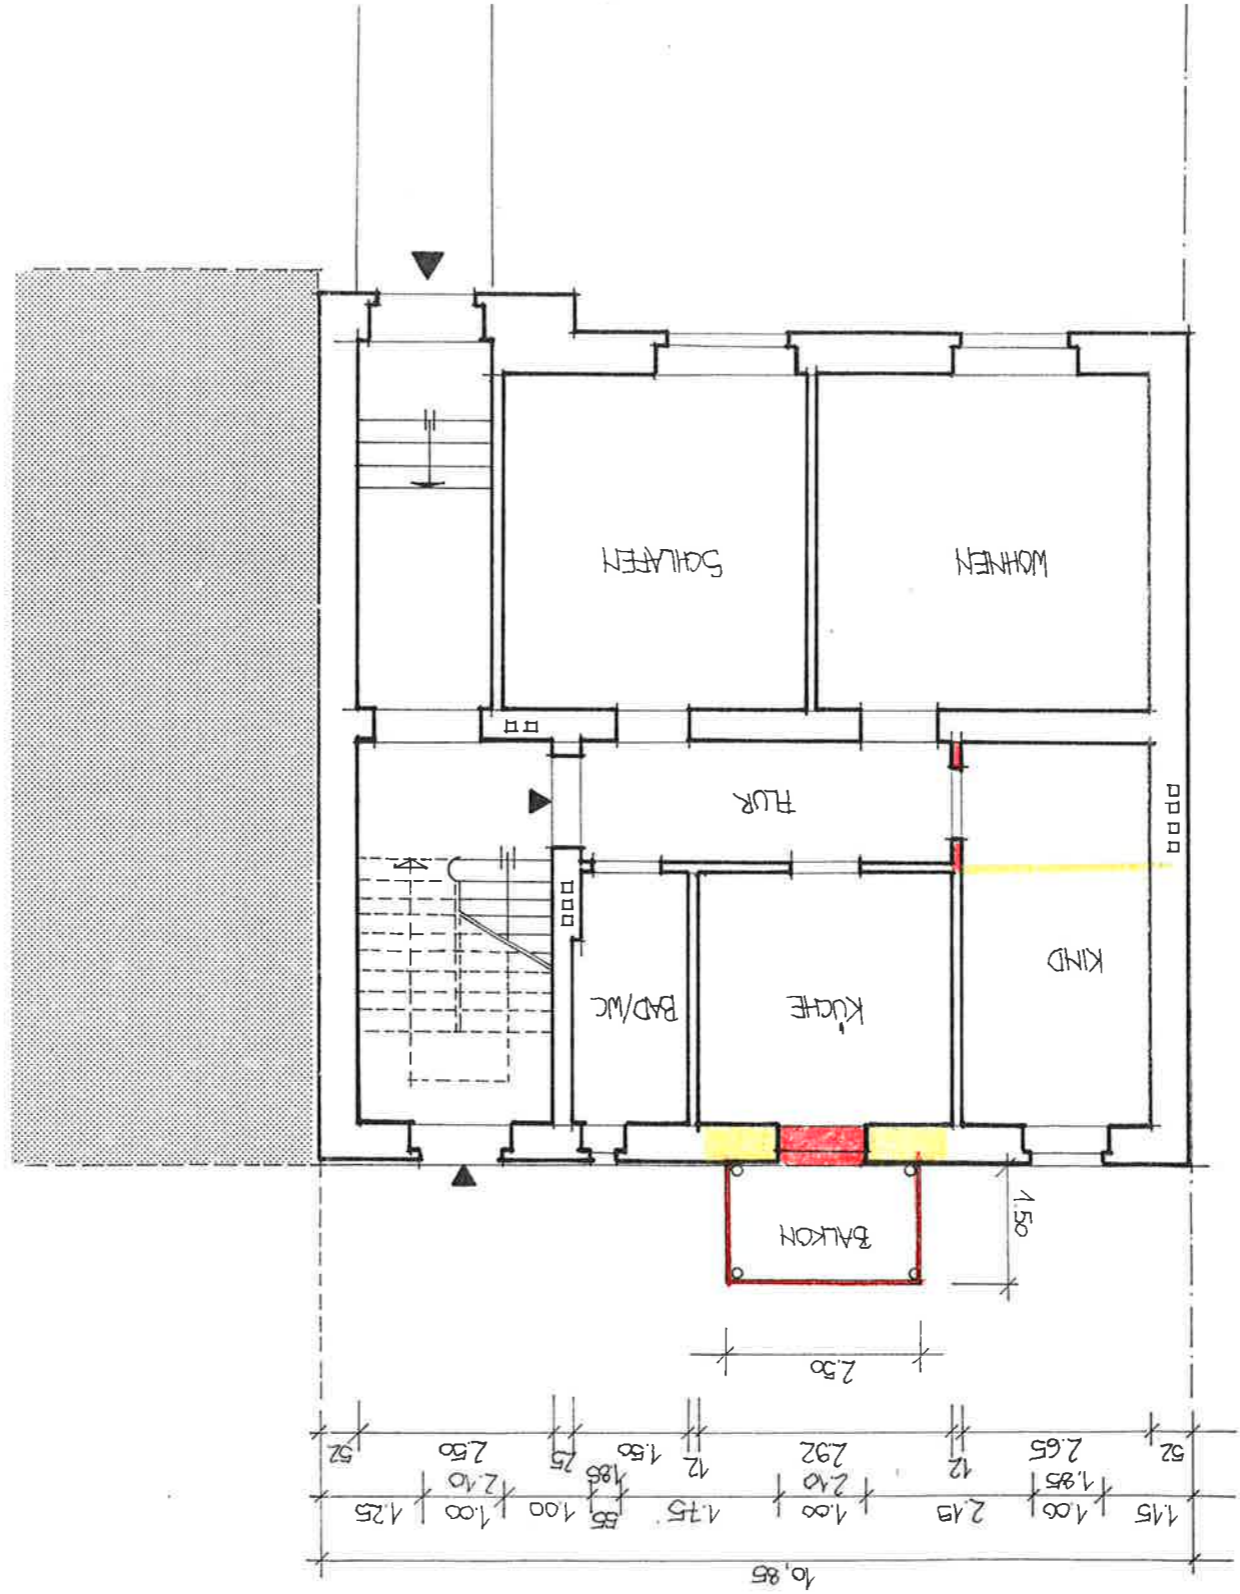 10,85
1.15 1.00 2.15 1.00 1.75 55 1.00 1.00 1.25
1.85 2.10 1.85 2.10
52 2.65 12 2.92 12 1.50 25 2.50 52
2.50
BALKON
1.50
KÜCHE BAD/WC
KIND
FLUR
WOHNEN SCHLAFEN